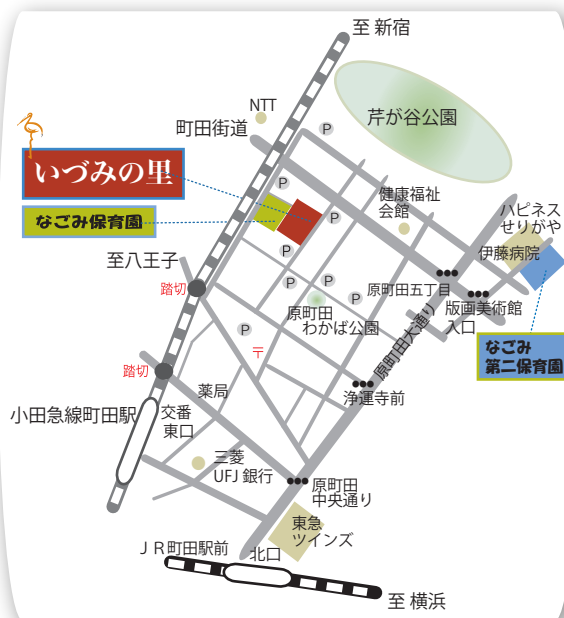 至 新宿
芹が谷公園
NTT
町田街道
P
いづみの里
なごみ保育園
P
P
P
健康福祉
会館
ハピネス
せりがや
伊藤病院
至八王子
踏切
P
P
原町田
わかば公園
P
原町田五丁目
版画美術館
入口
なごみ
第二保育園
P
〒
原町田大通り
踏切
薬局
浄運寺前
小田急線町田駅
交番
東口
三菱
UFJ 銀行
原町田
中央通り
東急
ツインズ
ＪＲ町田駅前
北口
至 横浜